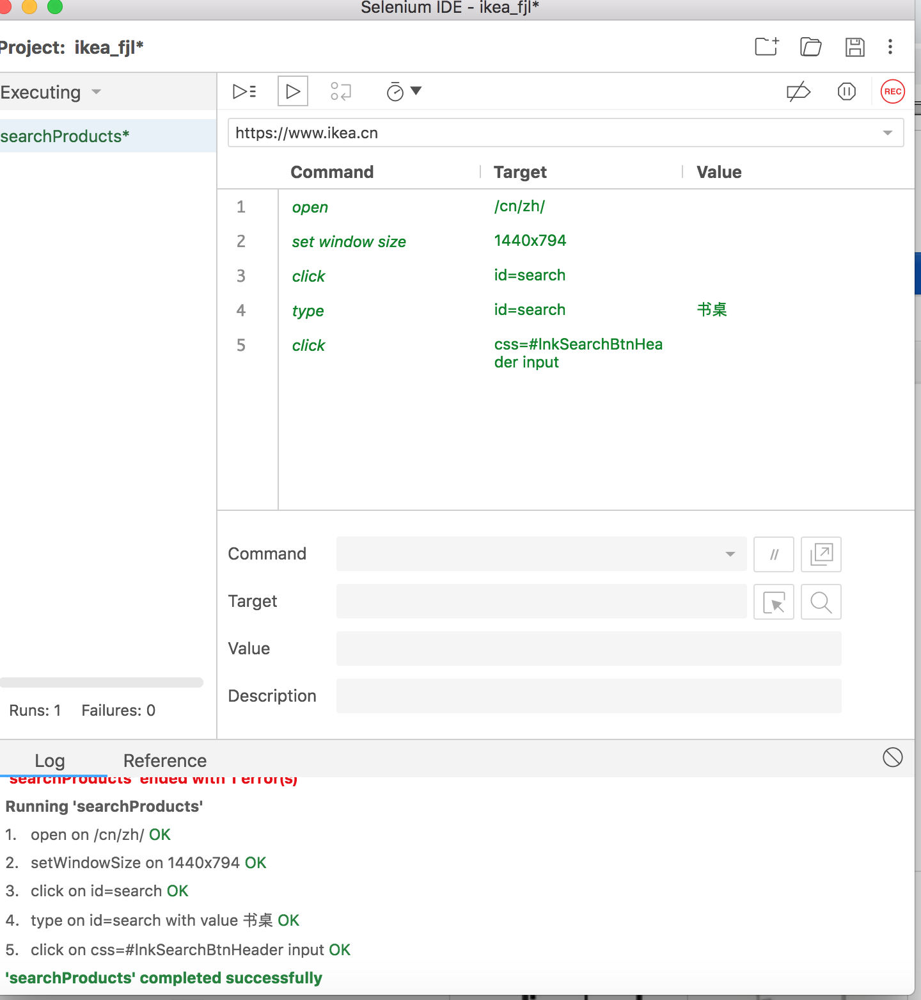 Selenium IDE - ikea_fjl*
Project: ikea_fjl*
Executing
searchProducts*
REC
https://www.ikea.cn
Command Target Value
1 open /cn/zh/
2 set window size 1440x794
3 click id=search
4 type id=search 书桌
5 click css=#lnkSearchBtnHea
der input
Command //
Target
Value
Description
Runs: 1 Failures: 0
Log Reference
'searchProducts' ended with 1 error(s)
Running 'searchProducts'
1. open on /cn/zh/ OK
2. setWindowSize on 1440x794 OK
3. click on id=search OK
4. type on id=search with value 书桌 OK
5. click on css=#lnkSearchBtnHeader input OK
'searchProducts' completed successfully